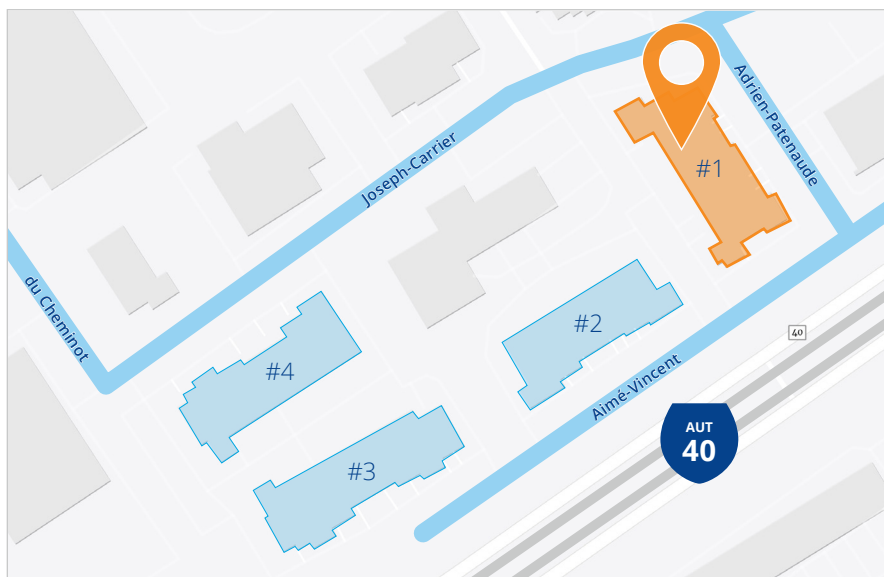 Adrien-Patenaude
Joseph-Carrier
#1
du Cheminot
#2
40
#4
Aimé-Vincent
AUT
40
#3